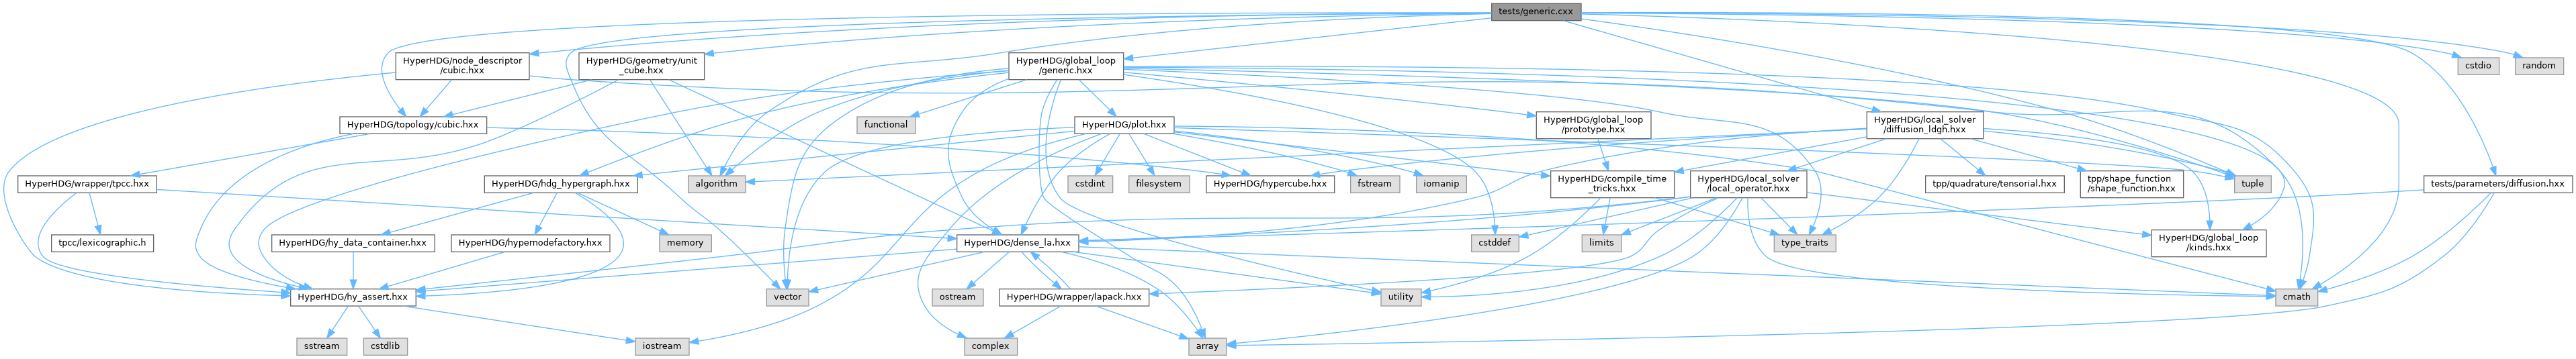 tests/generic.cxx
HyperHDG/node_descriptor
/cubic.hxx
HyperHDG/geometry/unit
_cube.hxx
HyperHDG/global_loop
/generic.hxx
cstdio
random
HyperHDG/topology/cubic.hxx
functional
HyperHDG/plot.hxx
HyperHDG/global_loop
/prototype.hxx
HyperHDG/local_solver
/diffusion_ldgh.hxx
HyperHDG/wrapper/tpcc.hxx
HyperHDG/hdg_hypergraph.hxx
algorithm
cstdint
filesystem
HyperHDG/hypercube.hxx
fstream
iomanip
HyperHDG/compile_time
_tricks.hxx
HyperHDG/local_solver
/local_operator.hxx
tpp/quadrature/tensorial.hxx
tpp/shape_function
/shape_function.hxx
tuple
tests/parameters/diffusion.hxx
tpcc/lexicographic.h
HyperHDG/hy_data_container.hxx
HyperHDG/hypernodefactory.hxx
memory
HyperHDG/dense_la.hxx
cstddef
limits
type_traits
HyperHDG/global_loop
/kinds.hxx
HyperHDG/hy_assert.hxx
vector
ostream
HyperHDG/wrapper/lapack.hxx
utility
cmath
sstream
cstdlib
iostream
complex
array